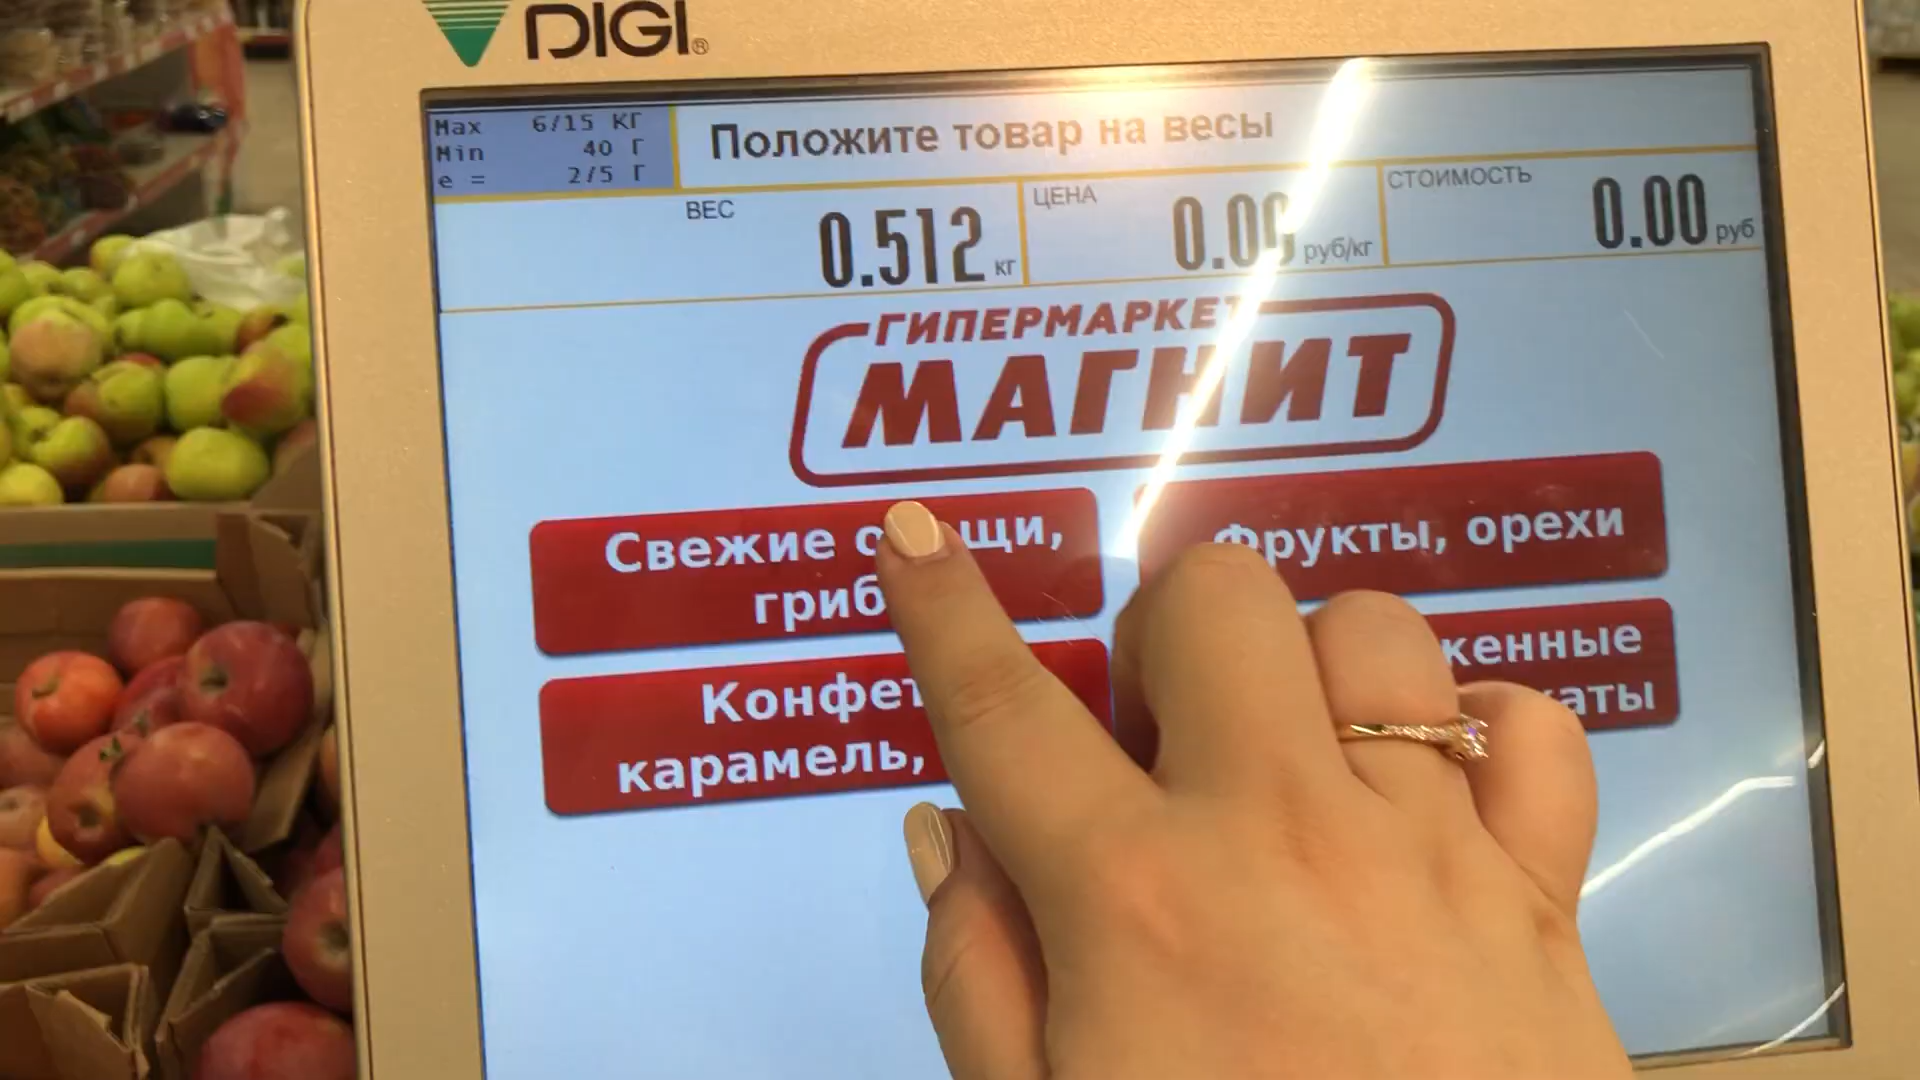 DIGI®
Max 6/15 КГ
Min 40 Г
e = 2/5 Г
Положите товар на весы
ВЕС 0.512 кг
ЦЕНА руб/кг
СТОИМОСТЬ 0.00 руб
ГИПЕРМАРКЕТ
МАГНИТ
Свежие
Фрукты, орехи
Конфет
карамель,